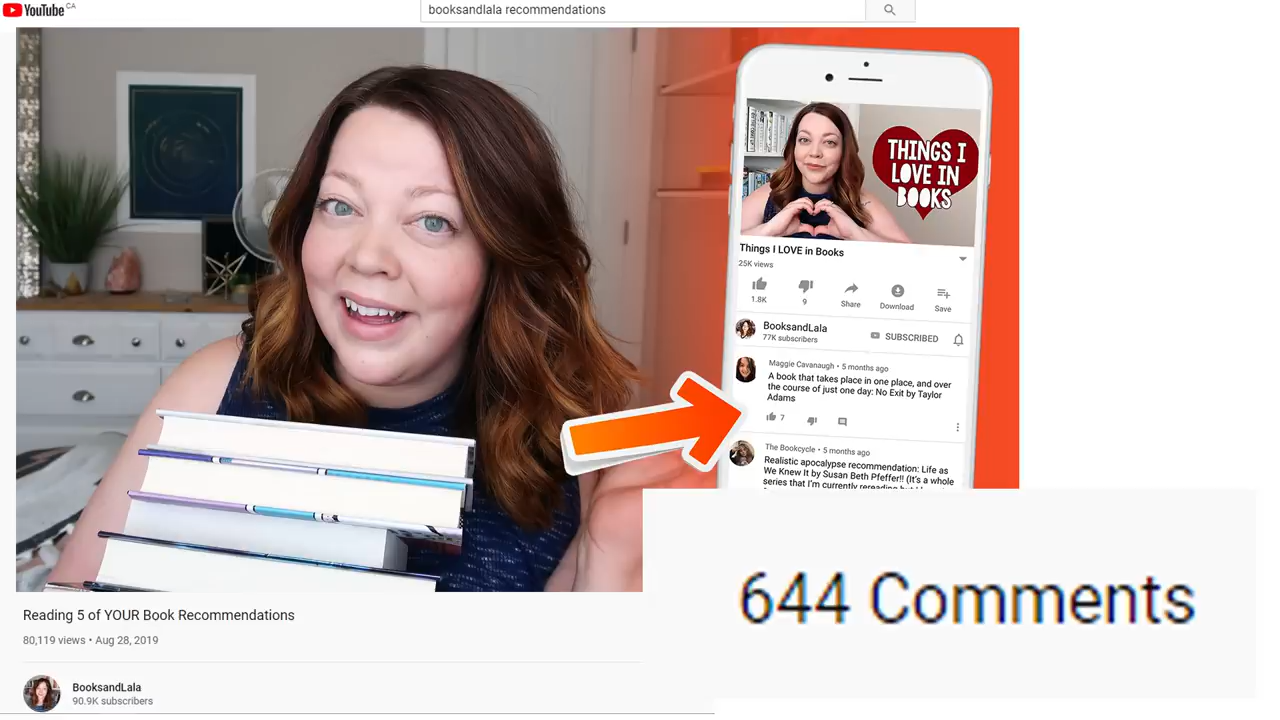 YouTube CA
booksandlala recommendations
THINGS I
LOVE IN
BOOKS
Things I LOVE in Books
25K views
1.8K
9
Share
Download
Save
BooksandLala
77K subscribers
SUBSCRIBED
Maggie Cavanaugh • 5 months ago
A book that takes place in one place, and over
the course of just one day: No Exit by Taylor
Adams
7
The Bookcycle • 5 months ago
Realistic apocalypse recommendation: Life as
We Knew It by Susan Beth Pfeffer!! (It's a whole
series that I'm currently rereading
644 Comments
Reading 5 of YOUR Book Recommendations
80,119 views • Aug 28, 2019
BooksandLala
90.9K subscribers